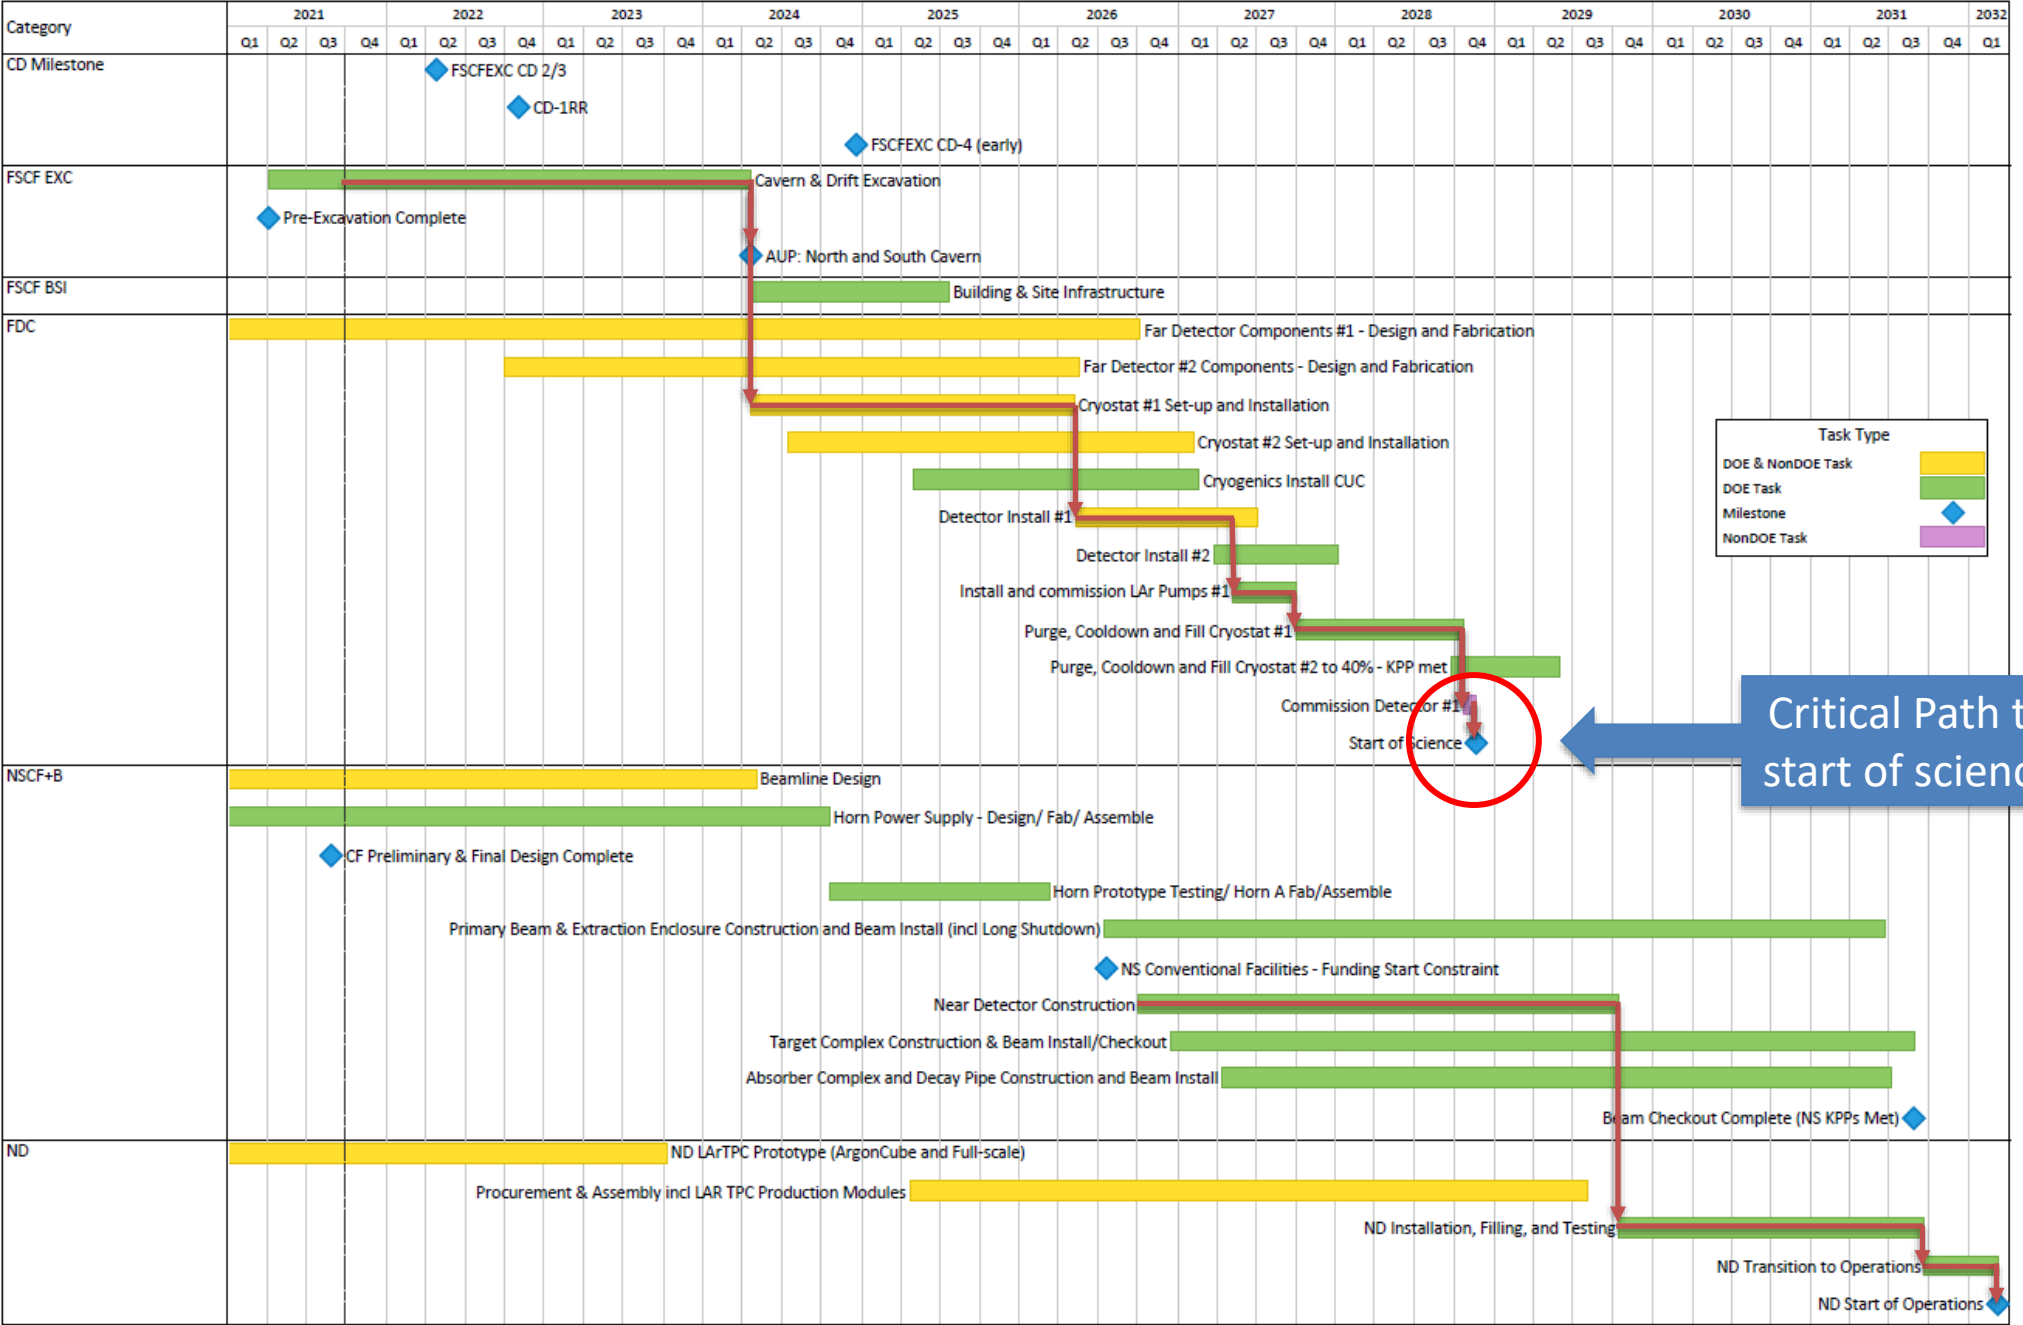 Category
2021 2022 2023 2024 2025 2026 2027 2028 2029 2030 2031 2032
Q1 Q2 Q3 Q4 Q1 Q2 Q3 Q4 Q1 Q2 Q3 Q4 Q1 Q2 Q3 Q4 Q1 Q2 Q3 Q4 Q1 Q2 Q3 Q4 Q1 Q2 Q3 Q4 Q1 Q2 Q3 Q4 Q1 Q2 Q3 Q4 Q1 Q2 Q3 Q4 Q1 Q2 Q3 Q4 Q1
CD Milestone
FSCFEXC CD 2/3
CD-1RR
FSCFEXC CD-4 (early)
FSCF EXC
Cavern & Drift Excavation
Pre-Excavation Complete
AUP: North and South Cavern
FSCF BSI
Building & Site Infrastructure
FDC
Far Detector Components #1 - Design and Fabrication
Far Detector #2 Components - Design and Fabrication
Cryostat #1 Set-up and Installation
Cryostat #2 Set-up and Installation
Cryogenics Install CUC
Detector Install #1
Detector Install #2
Install and commission LAr Pumps #1
Purge, Cooldown and Fill Cryostat #1
Purge, Cooldown and Fill Cryostat #2 to 40% - KPP met
Commission Detector #1
Start of Science
Task Type
DOE & NonDOE Task
DOE Task
Milestone
NonDOE Task
Critical Path t
start of scienc
NSCF+B
Beamline Design
Horn Power Supply - Design/ Fab/ Assemble
CF Preliminary & Final Design Complete
Horn Prototype Testing/ Horn A Fab/Assemble
Primary Beam & Extraction Enclosure Construction and Beam Install (incl Long Shutdown)
NS Conventional Facilities - Funding Start Constraint
Near Detector Construction
Target Complex Construction & Beam Install/Checkout
Absorber Complex and Decay Pipe Construction and Beam Install
Beam Checkout Complete (NS KPPs Met)
ND
ND LArTPC Prototype (ArgonCube and Full-scale)
Procurement & Assembly incl LAR TPC Production Modules
ND Installation, Filling, and Testing
ND Transition to Operations
ND Start of Operations